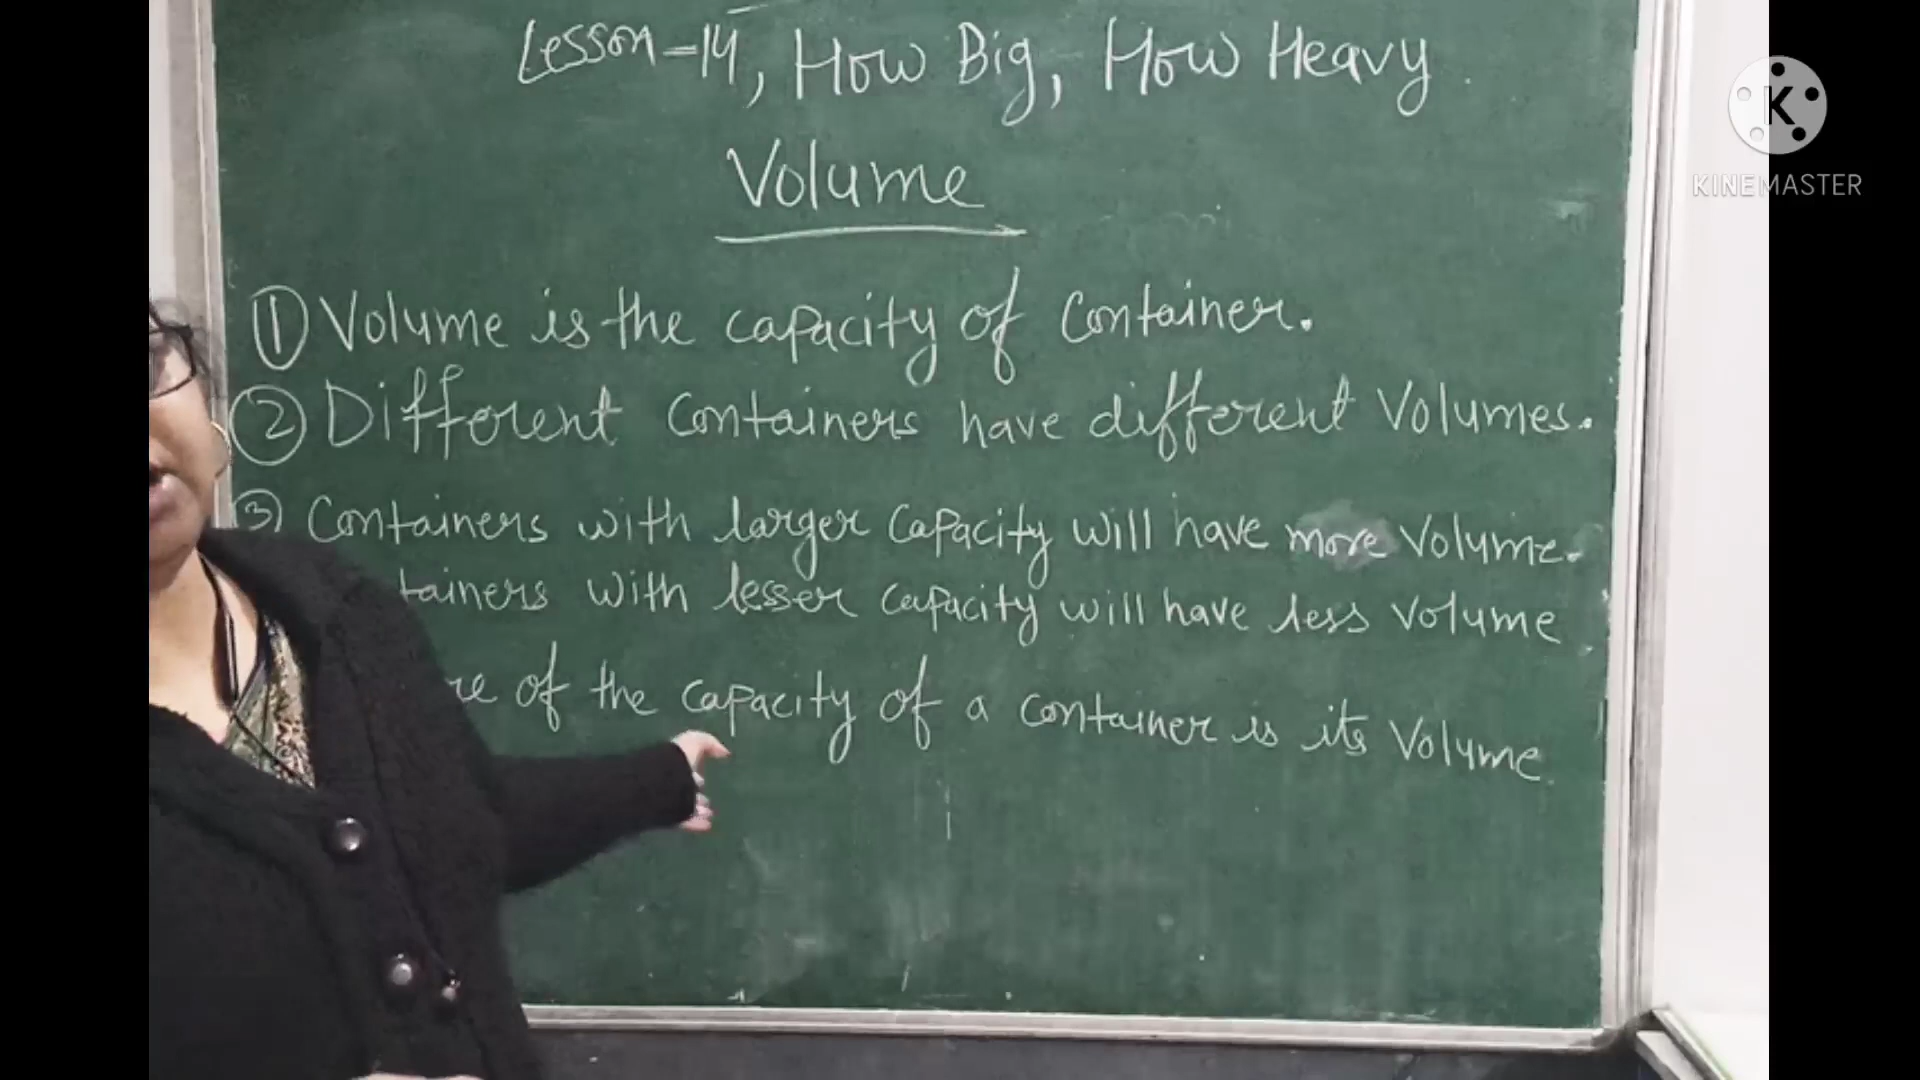 Lesson-14, How Big, How Heavy
Volume
① Volume is the capacity of Container.
② Different Containers have different Volumes.
③ Containers with larger Capacity will have more Volume.
tainers with lesser capacity will have less volume
re of the capacity of a container is its Volume
K
KINEMASTER